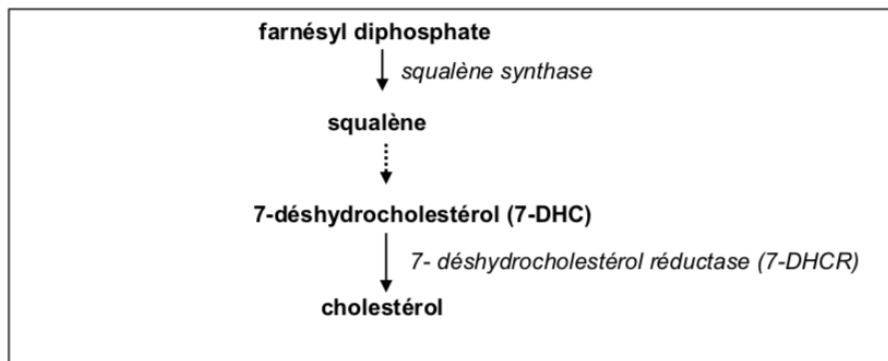 farnésyl diphosphate
squalène synthase
squalène
7-déshydrocholestérol (7-DHC)
7- déshydrocholestérol réductase (7-DHCR)
cholestérol